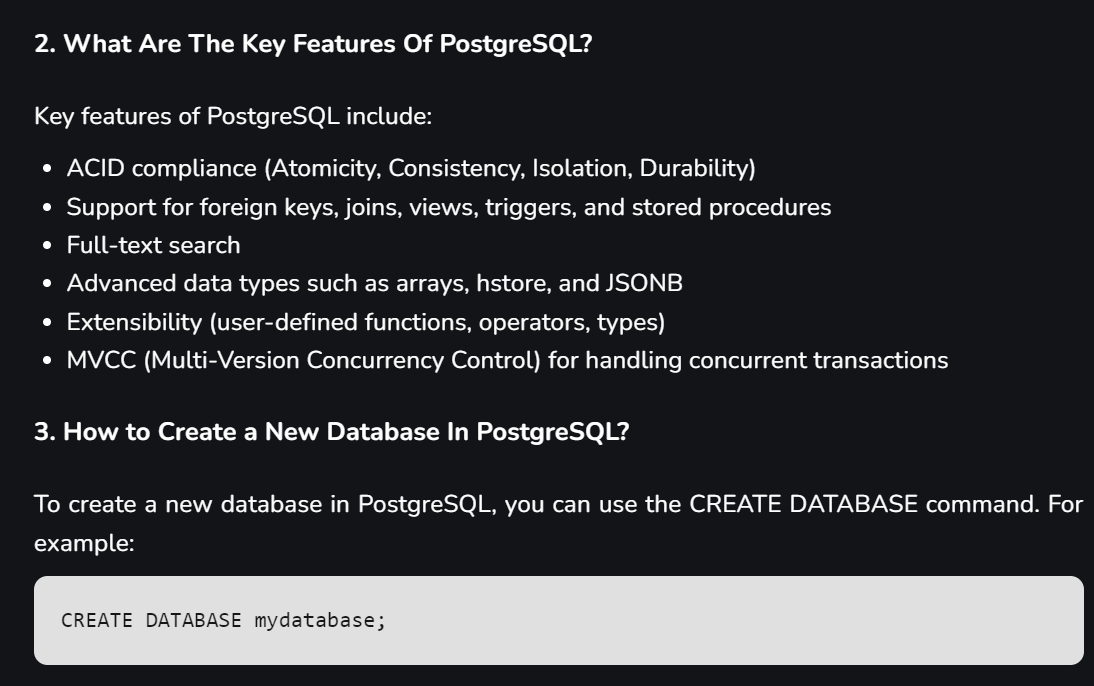 2. What Are The Key Features Of PostgreSQL?
Key features of PostgreSQL include:
• ACID compliance (Atomicity, Consistency, Isolation, Durability)
• Support for foreign keys, joins, views, triggers, and stored procedures
• Full-text search
• Advanced data types such as arrays, hstore, and JSONB
• Extensibility (user-defined functions, operators, types)
• MVCC (Multi-Version Concurrency Control) for handling concurrent transactions
3. How to Create a New Database In PostgreSQL?
To create a new database in PostgreSQL, you can use the CREATE DATABASE command. For
example:
CREATE DATABASE mydatabase;